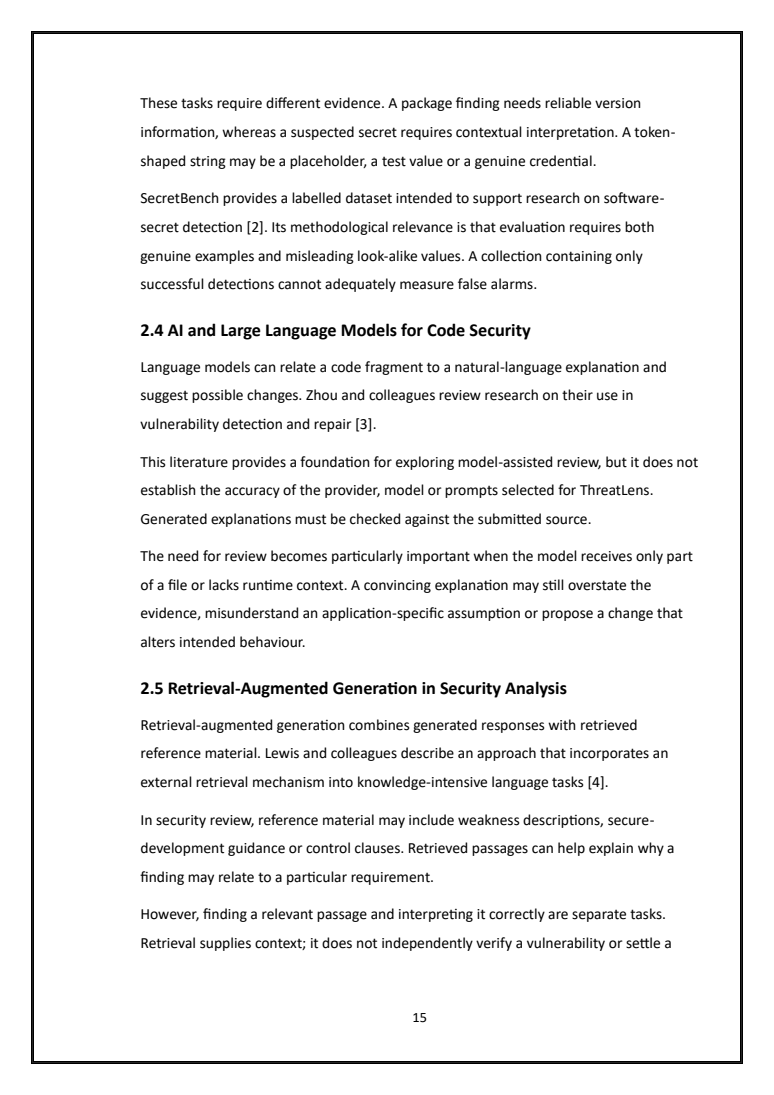 These tasks require different evidence. A package finding needs reliable version
information, whereas a suspected secret requires contextual interpretation. A token-
shaped string may be a placeholder, a test value or a genuine credential.
SecretBench provides a labelled dataset intended to support research on software-
secret detection [2]. Its methodological relevance is that evaluation requires both
genuine examples and misleading look-alike values. A collection containing only
successful detections cannot adequately measure false alarms.
2.4 AI and Large Language Models for Code Security
Language models can relate a code fragment to a natural-language explanation and
suggest possible changes. Zhou and colleagues review research on their use in
vulnerability detection and repair [3].
This literature provides a foundation for exploring model-assisted review, but it does not
establish the accuracy of the provider, model or prompts selected for ThreatLens.
Generated explanations must be checked against the submitted source.
The need for review becomes particularly important when the model receives only part
of a file or lacks runtime context. A convincing explanation may still overstate the
evidence, misunderstand an application-specific assumption or propose a change that
alters intended behaviour.
2.5 Retrieval-Augmented Generation in Security Analysis
Retrieval-augmented generation combines generated responses with retrieved
reference material. Lewis and colleagues describe an approach that incorporates an
external retrieval mechanism into knowledge-intensive language tasks [4].
In security review, reference material may include weakness descriptions, secure-
development guidance or control clauses. Retrieved passages can help explain why a
finding may relate to a particular requirement.
However, finding a relevant passage and interpreting it correctly are separate tasks.
Retrieval supplies context; it does not independently verify a vulnerability or settle a
15